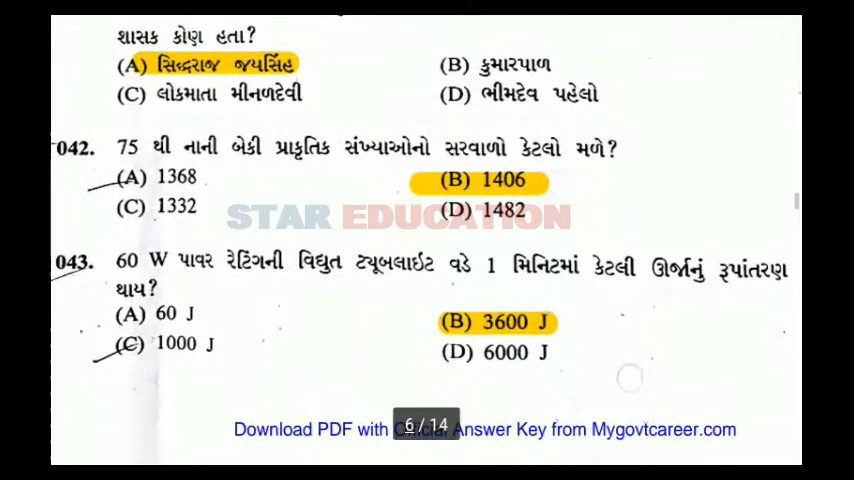 શાસક કોણ હતા?
(A) સિદ્ધરાજ જયસિંહ (B) કુમારપાળ
(C) લોકમાતા મીનળદેવી (D) ભીમદેવ પહેલો
042. 75 થી નાની બેકી પ્રાકૃતિક સંખ્યાઓનો સરવાળો કેટલો મળે?
(A) 1368 (B) 1406
(C) 1332 (D) 1482
STAR EDUCATION
043. 60 W પાવર રેટિંગની વિદ્યુત ટ્યૂબલાઇટ વડે 1 મિનિટમાં કેટલી ઊર્જાનું રૂપાંતરણ
થાય?
(A) 60 J (B) 3600 J
(C) 1000 J (D) 6000 J
6 / 14
Download PDF with Official Answer Key from Mygovtcareer.com